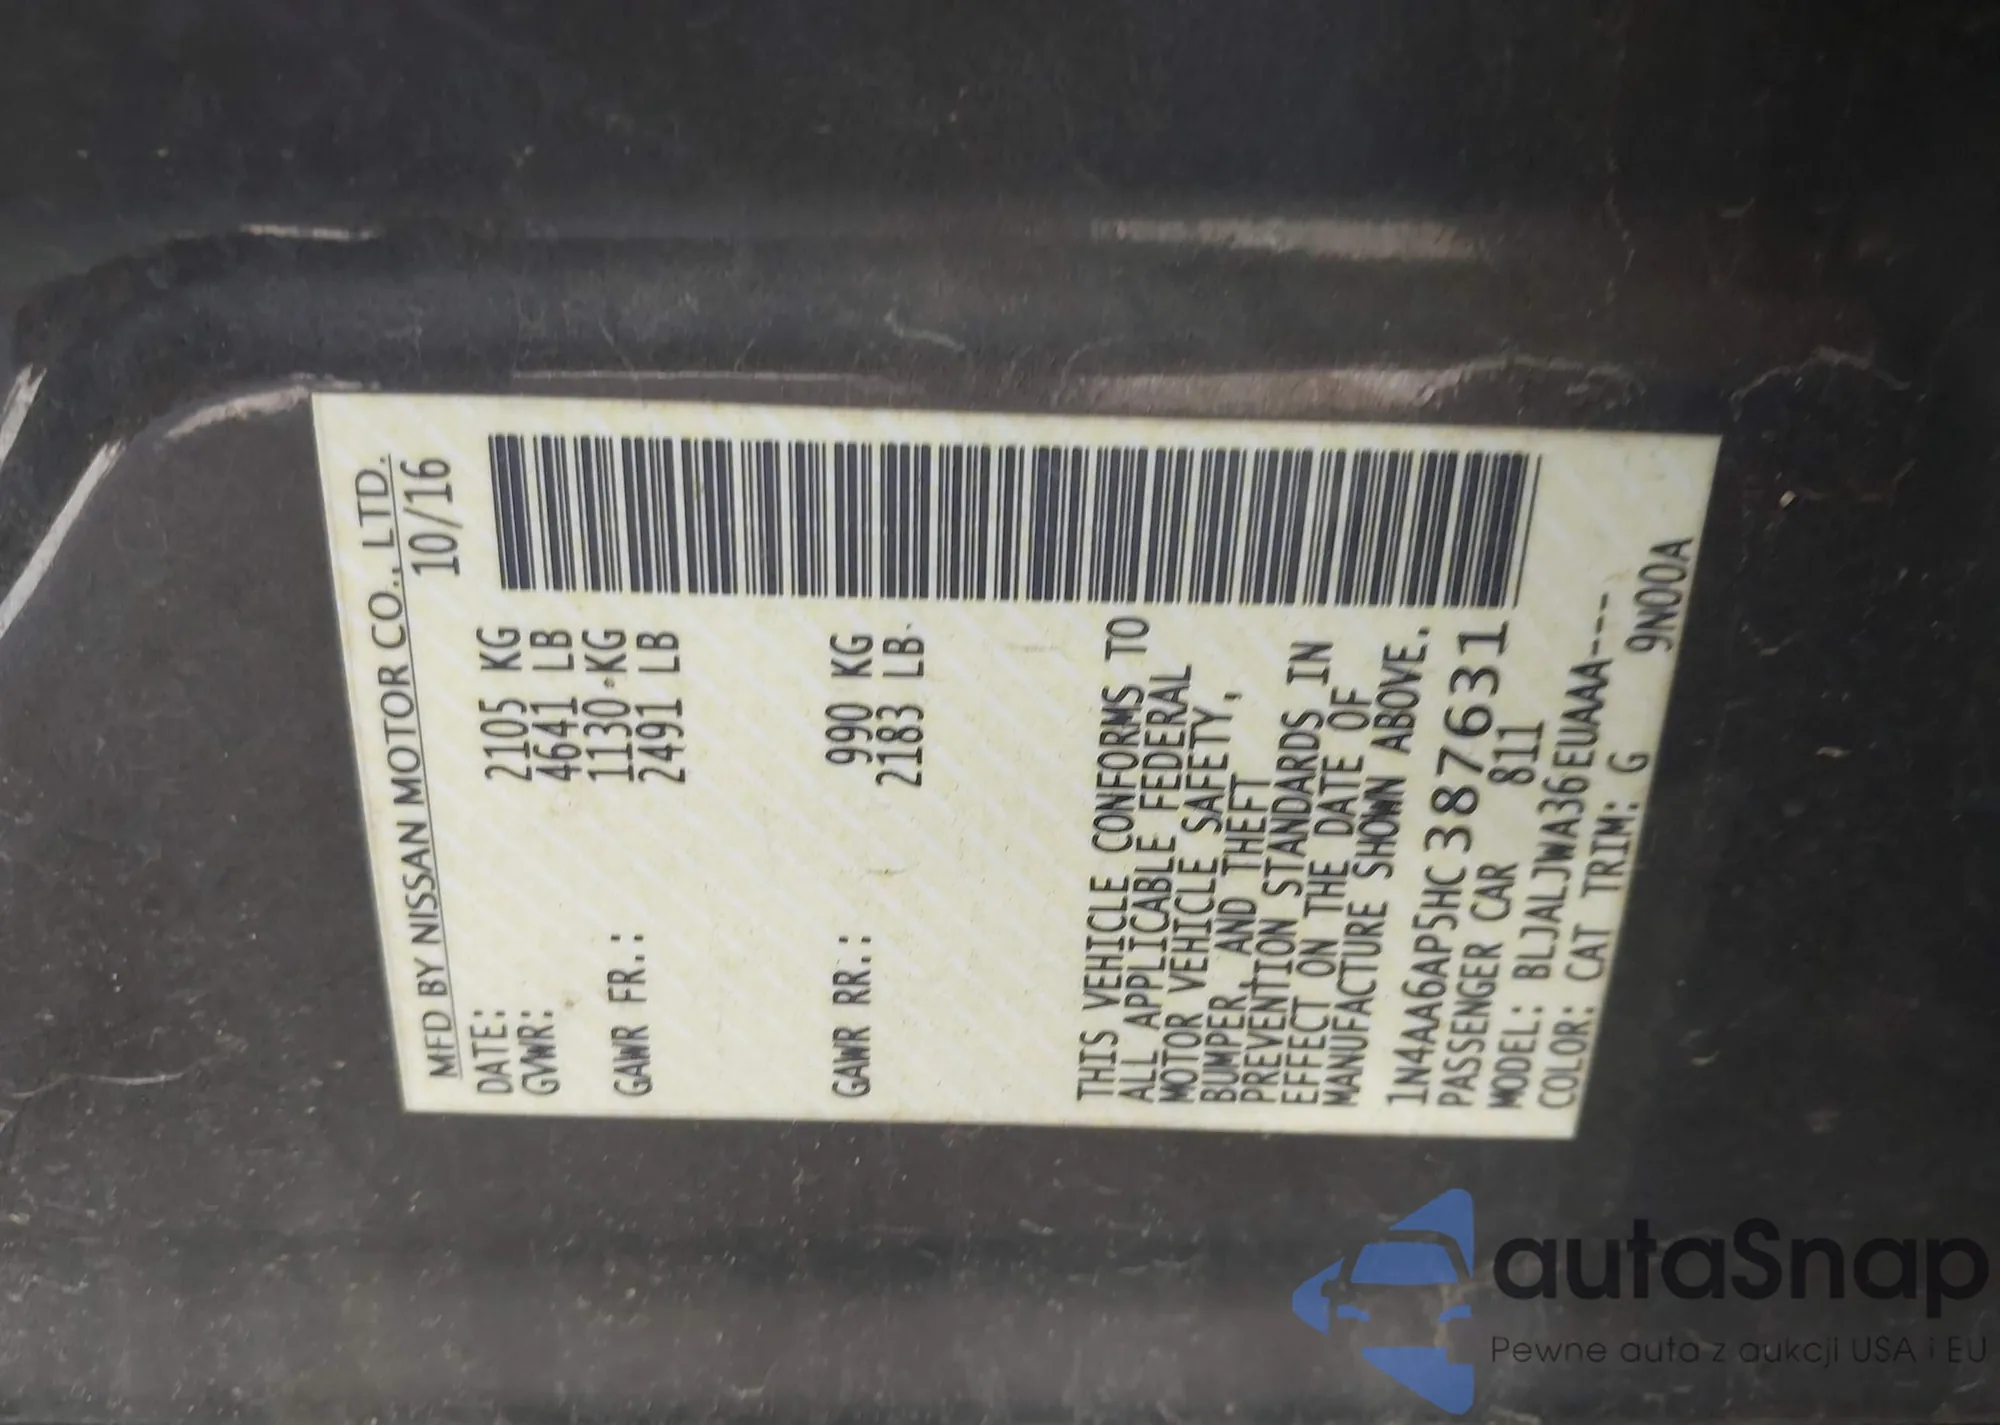 MFD BY NISSAN MOTOR CO., LTD.
DATE: 10/16
GVWR: 2105 KG
4641 LB
GAWR FR.: 1130 KG
2491 LB
GAWR RR.: 990 KG
2183 LB
THIS VEHICLE CONFORMS TO
ALL APPLICABLE FEDERAL
MOTOR VEHICLE SAFETY,
BUMPER, AND THEFT
PREVENTION STANDARDS IN
EFFECT ON THE DATE OF
MANUFACTURE SHOWN ABOVE.
1N4AA6AP5HC387631
PASSENGER CAR 811
MODEL: BLJALJWA36EUAAA----
COLOR: CAT TRIM: G
9N00A
autaSnap
Pewne auta z aukcji USA i EU